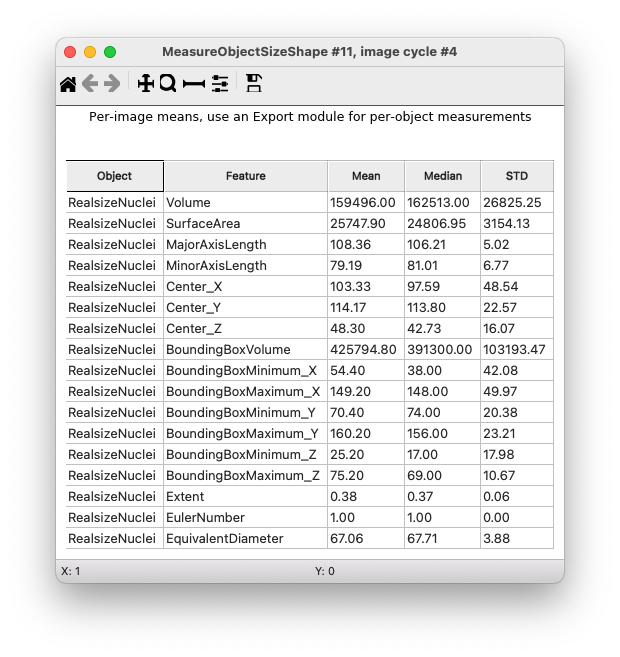 MeasureObjectSizeShape #11, image cycle #4
Per-image means, use an Export module for per-object measurements
Object Feature Mean Median STD
RealsizeNuclei Volume 159496.00 162513.00 26825.25
RealsizeNuclei SurfaceArea 25747.90 24806.95 3154.13
RealsizeNuclei MajorAxisLength 108.36 106.21 5.02
RealsizeNuclei MinorAxisLength 79.19 81.01 6.77
RealsizeNuclei Center_X 103.33 97.59 48.54
RealsizeNuclei Center_Y 114.17 113.80 22.57
RealsizeNuclei Center_Z 48.30 42.73 16.07
RealsizeNuclei BoundingBoxVolume 425794.80 391300.00 103193.47
RealsizeNuclei BoundingBoxMinimum_X 54.40 38.00 42.08
RealsizeNuclei BoundingBoxMaximum_X 149.20 148.00 49.97
RealsizeNuclei BoundingBoxMinimum_Y 70.40 74.00 20.38
RealsizeNuclei BoundingBoxMaximum_Y 160.20 156.00 23.21
RealsizeNuclei BoundingBoxMinimum_Z 25.20 17.00 17.98
RealsizeNuclei BoundingBoxMaximum_Z 75.20 69.00 10.67
RealsizeNuclei Extent 0.38 0.37 0.06
RealsizeNuclei EulerNumber 1.00 1.00 0.00
RealsizeNuclei EquivalentDiameter 67.06 67.71 3.88
X: 1 Y: 0